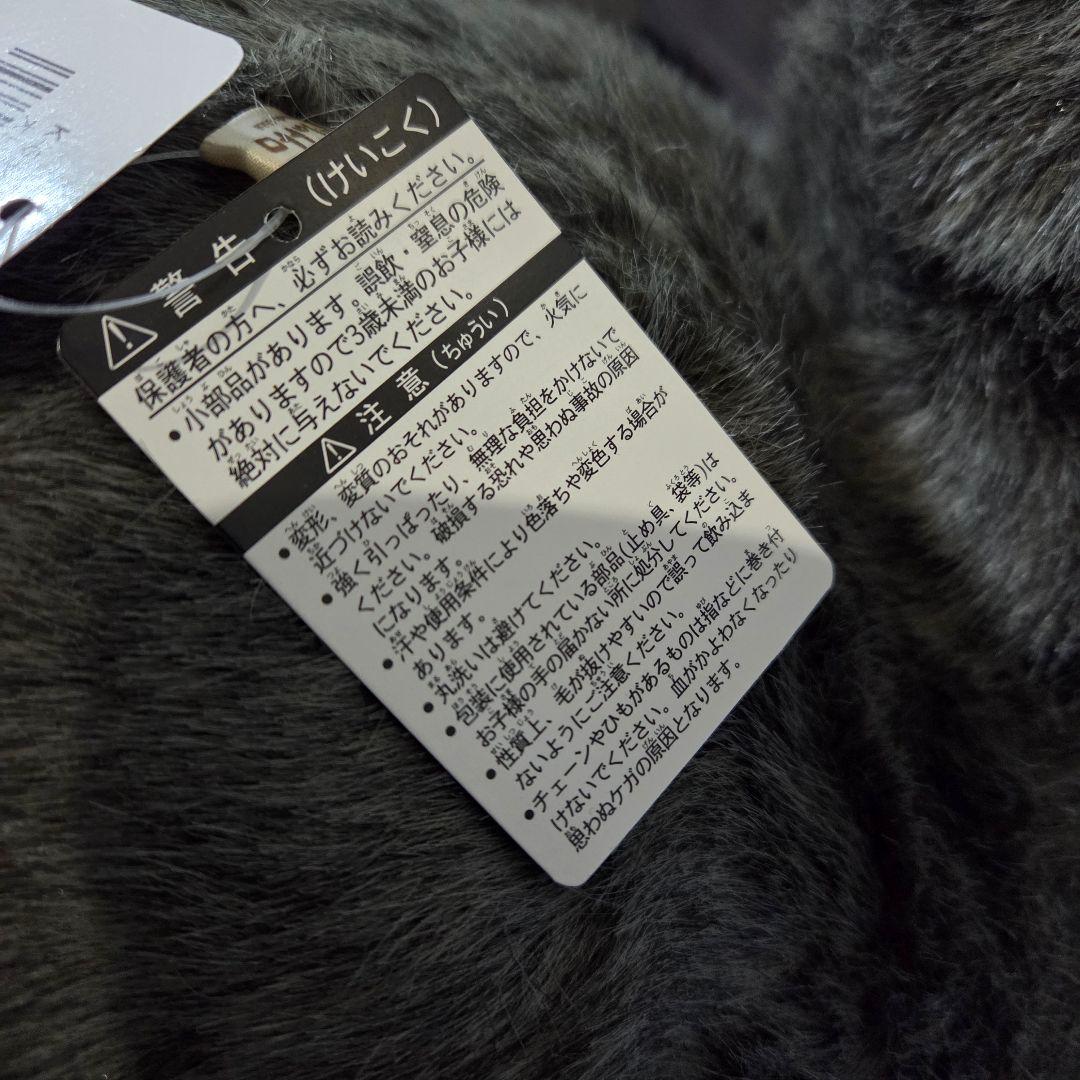 警告 (けいこく)
保護者の方へ、必ずお読みください。
・小部品があります。誤飲・窒息の危険
がありますので3歳未満のお子様には
絶対に与えないでください。
注意 (ちゅうい)
・変形、変質のおそれがありますので、火気に
近づけないでください。
・強く引っぱったり、無理な負担をかけないで
ください。破損する恐れや思わぬ事故の原因
になります。
・汗や使用条件により色落ちや変色する場合が
あります。
・丸洗いは避けてください。
・包装に使用されている部品(止め具、袋等)は
お子様の手の届かない所に処分してください。
・性質上、毛が抜けやすいので誤って飲み込ま
ないようにご注意ください。
・チェーンやひもがあるものは指などに巻き付
けないでください。血がかよわなくなったり
思わぬケガの原因となります。